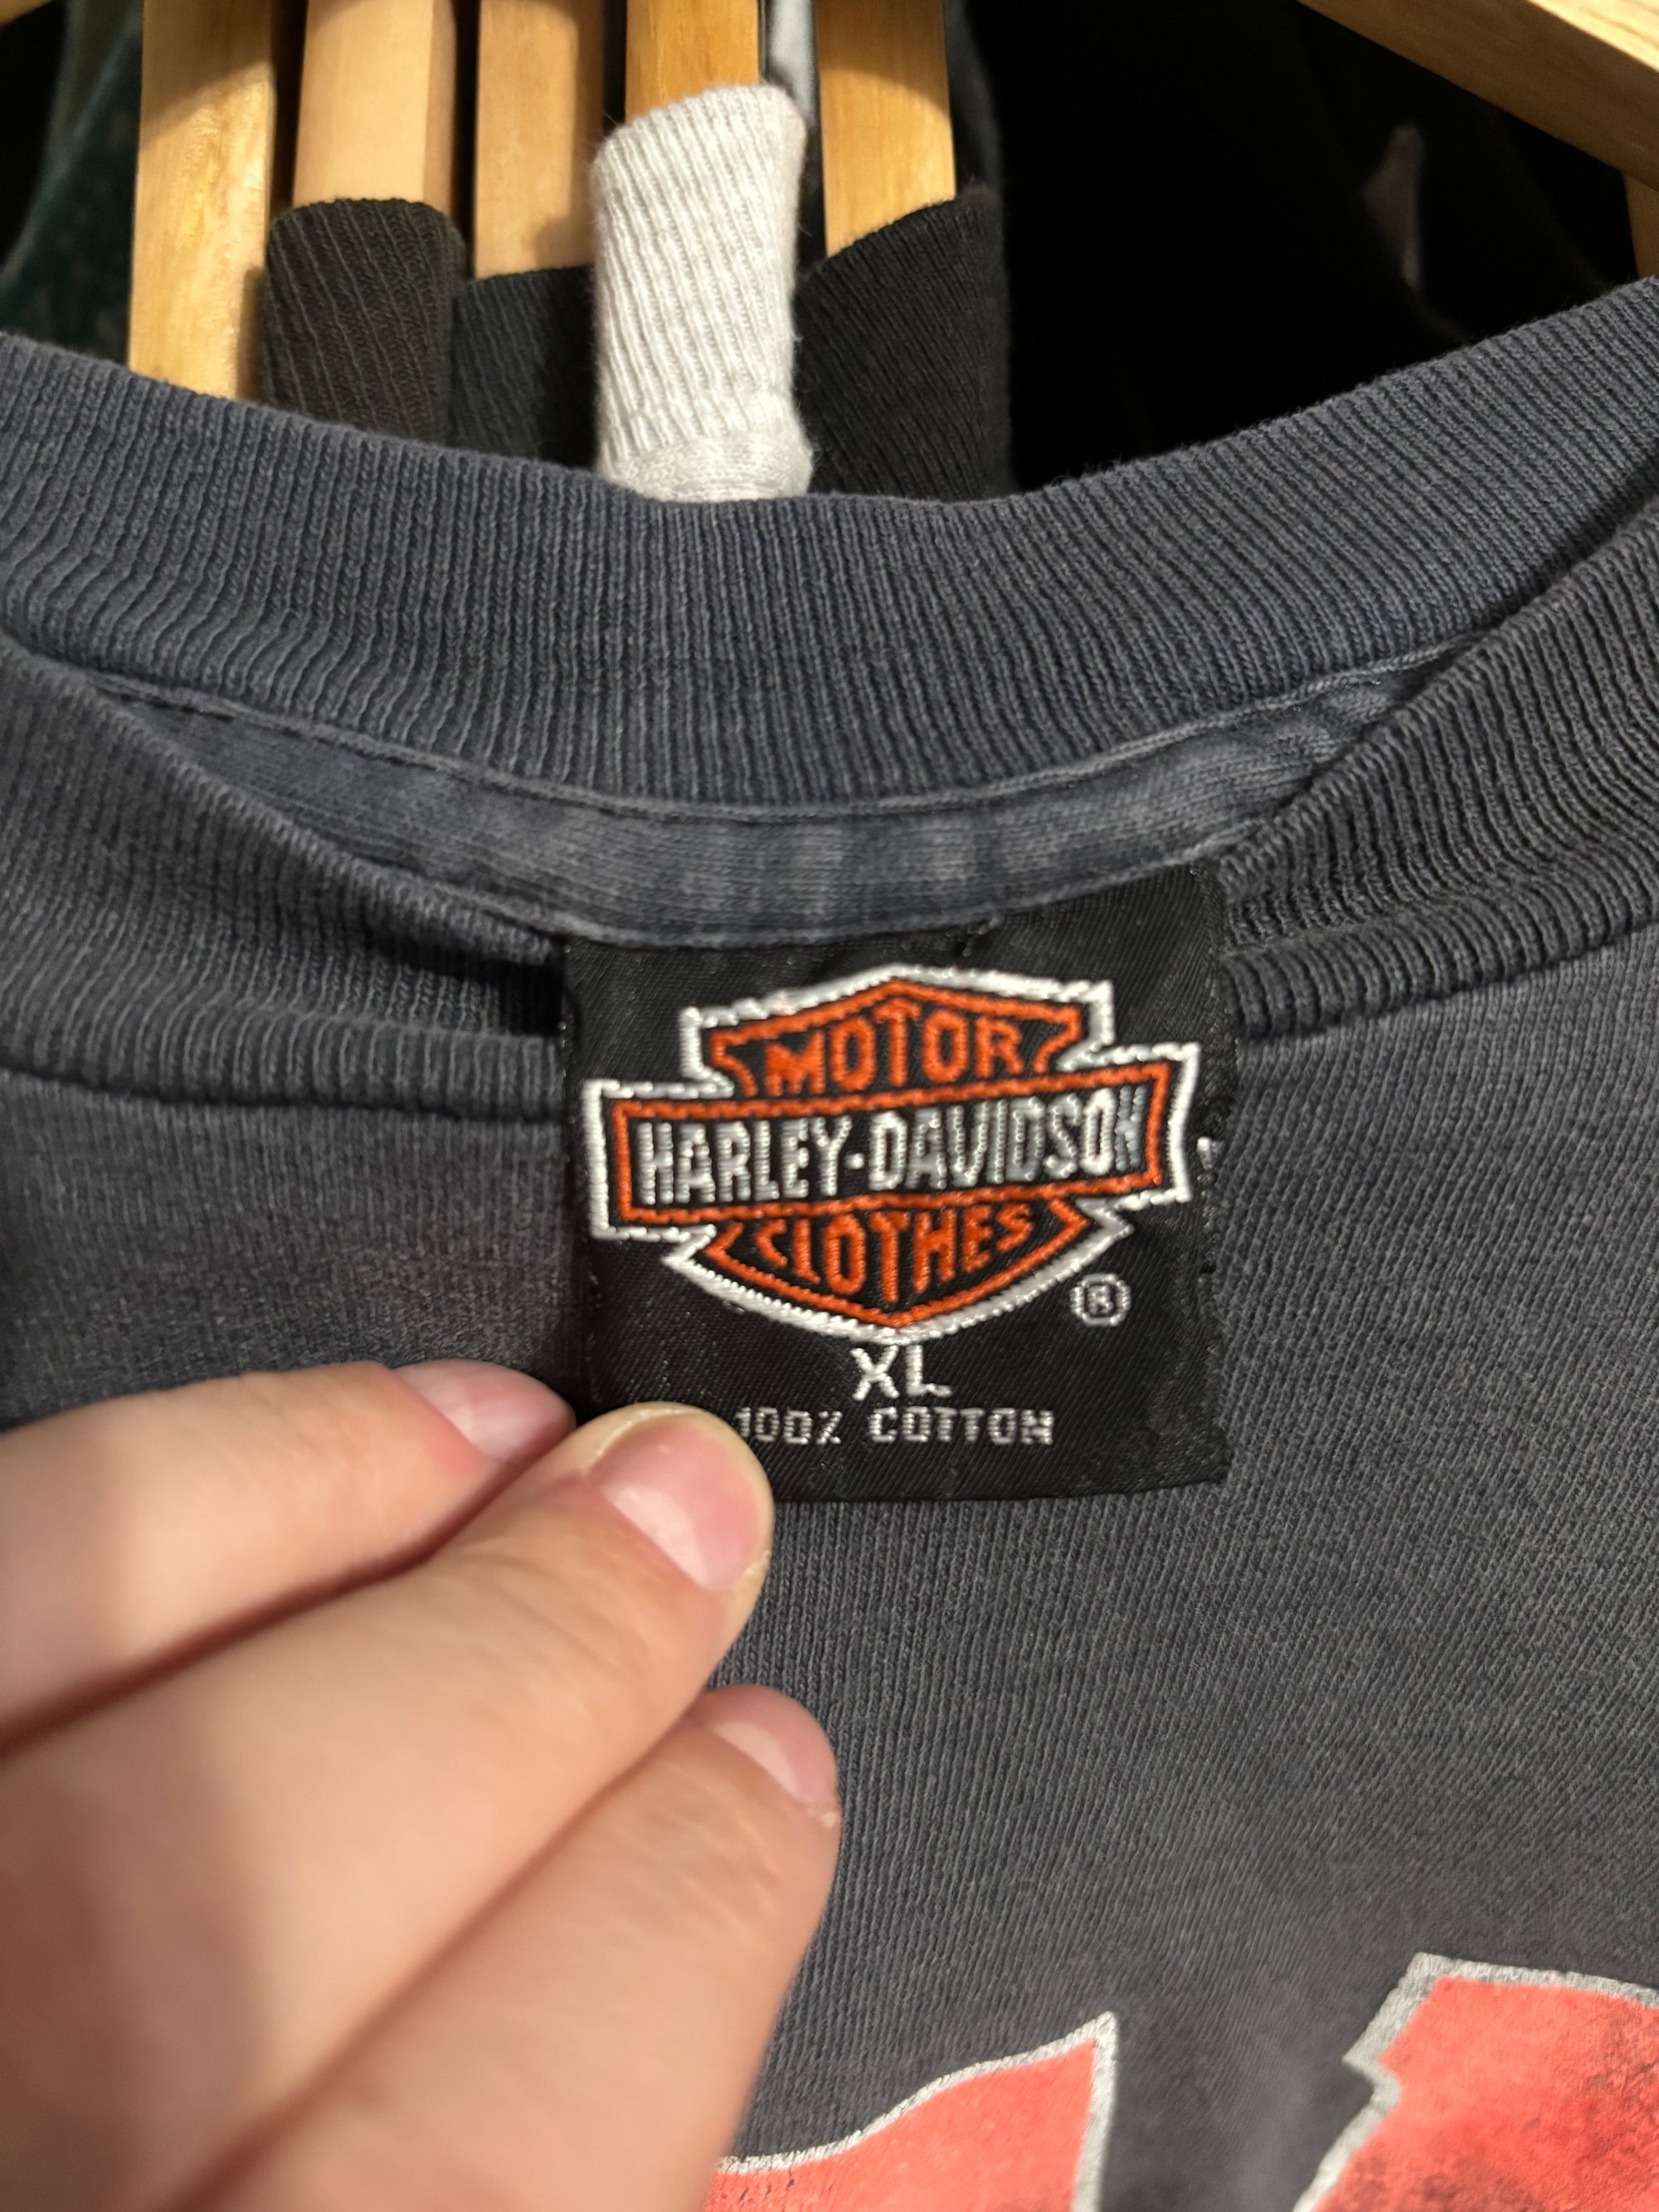 MOTOR
HARLEY-DAVIDSON
CLOTHES
®
XL
100% COTTON